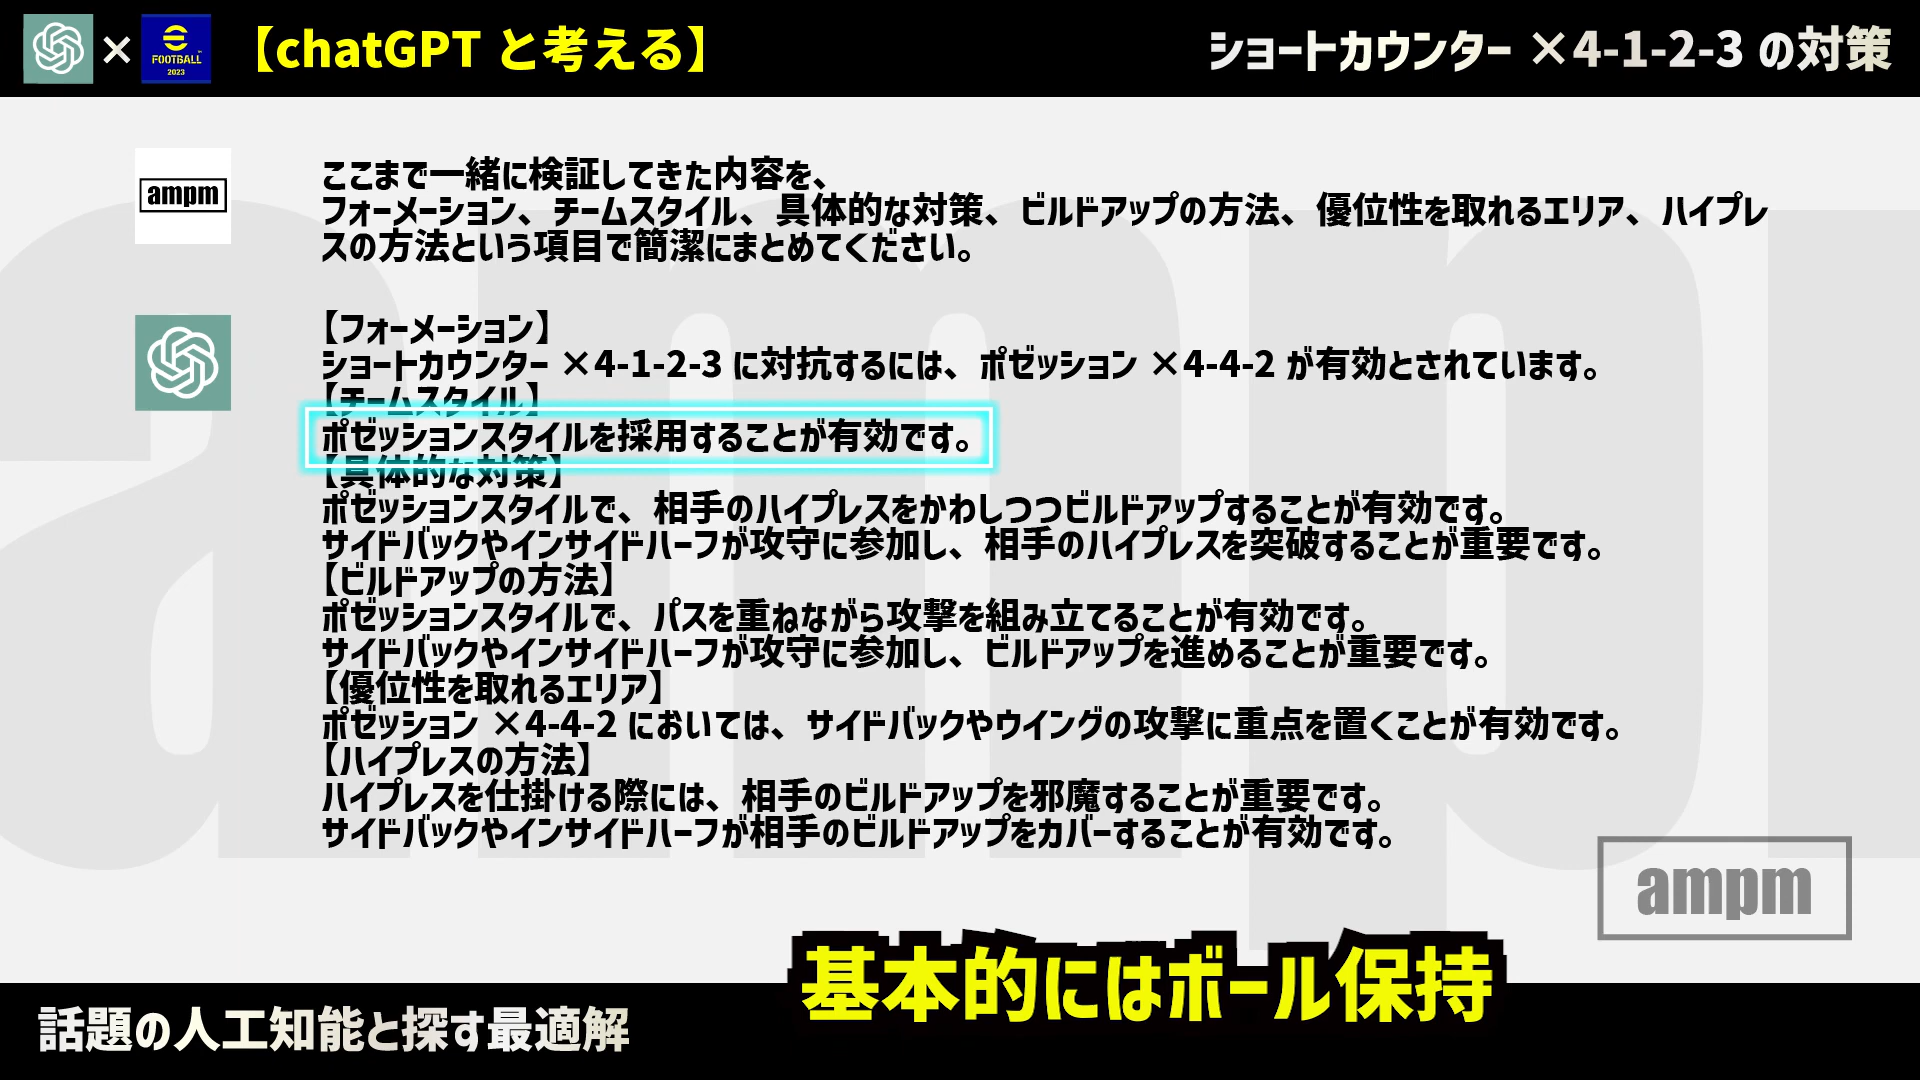 × FOOTBALL 2023 【chatGPT と考える】
ショートカウンター ×4-1-2-3 の対策
ampm
ここまで一緒に検証してきた内容を、
フォーメーション、チームスタイル、具体的な対策、ビルドアップの方法、優位性を取れるエリア、ハイプレ
スの方法という項目で簡潔にまとめてください。
【フォーメーション】
ショートカウンター ×4-1-2-3 に対抗するには、ポゼッション ×4-4-2 が有効とされています。
【チームスタイル】
ポゼッションスタイルを採用することが有効です。
【具体的な対策】
ポゼッションスタイルで、相手のハイプレスをかわしつつビルドアップすることが有効です。
サイドバックやインサイドハーフが攻守に参加し、相手のハイプレスを突破することが重要です。
【ビルドアップの方法】
ポゼッションスタイルで、パスを重ねながら攻撃を組み立てることが有効です。
サイドバックやインサイドハーフが攻守に参加し、ビルドアップを進めることが重要です。
【優位性を取れるエリア】
ポゼッション ×4-4-2 においては、サイドバックやウイングの攻撃に重点を置くことが有効です。
【ハイプレスの方法】
ハイプレスを仕掛ける際には、相手のビルドアップを邪魔することが重要です。
サイドバックやインサイドハーフが相手のビルドアップをカバーすることが有効です。
ampm
ampm
基本的にはボール保持
話題の人工知能と探す最適解